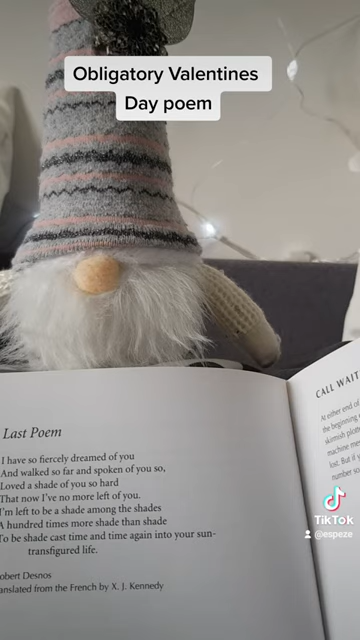 Obligatory Valentines
Day poem
Last Poem
I have so fiercely dreamed of you
And walked so far and spoken of you so,
Loved a shade of you so hard
That now I've no more left of you.
I'm left to be a shade among the shades
A hundred times more shade than shade
To be shade cast time and time again into your sun-
transfigured life.
obert Desnos
anslated from the French by X. J. Kennedy
CALL WAIT
At either end of
the beginning
skirmish
machine
lost. But if
number so
TikTok
@espeze